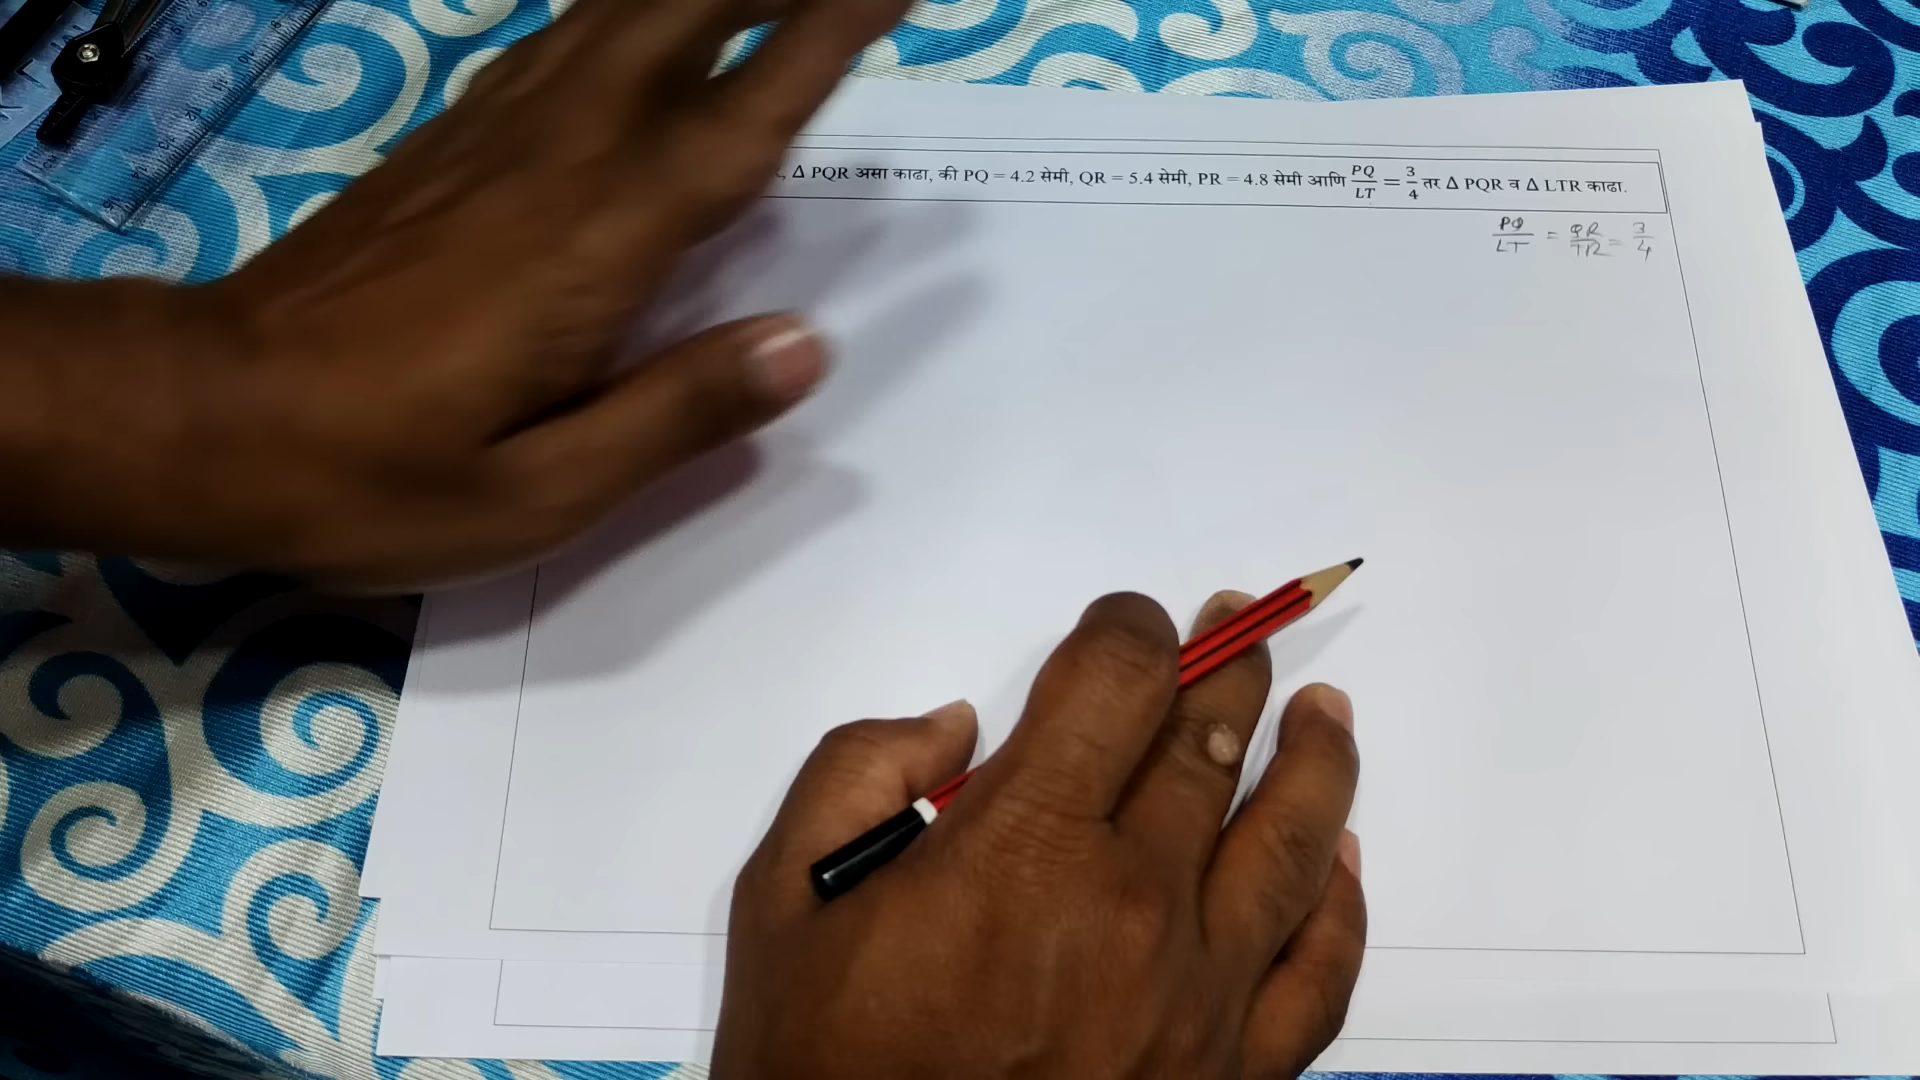 , Δ PQR असा काढा, की PQ = 4.2 सेमी, QR = 5.4 सेमी, PR = 4.8 सेमी आणि PQ/LT = 3/4 तर Δ PQR व Δ LTR काढा.
PQ/LT = QR/TR = 3/4